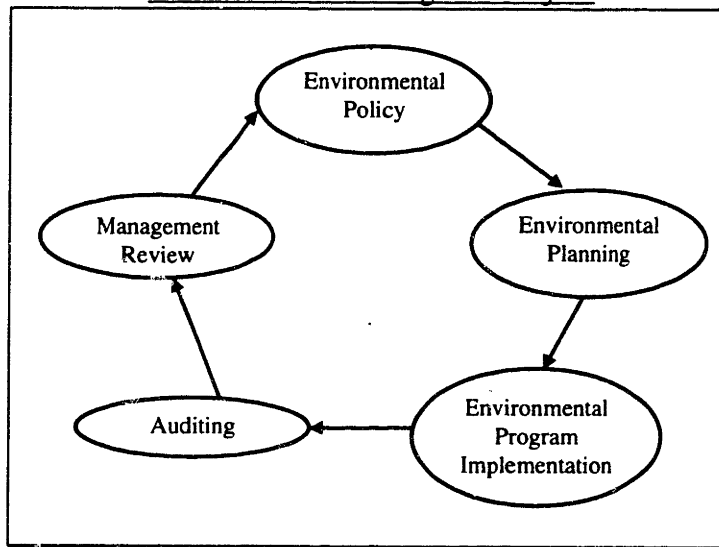 Environmental
Policy
Environmental
Planning
Environmental
Program
Implementation
Auditing
Management
Review